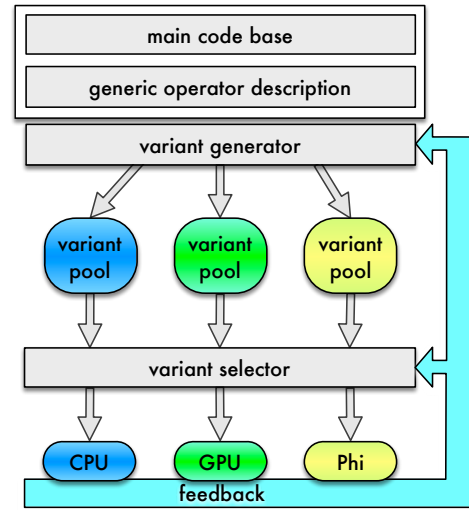 main code base
generic operator description
variant generator
variant
pool
variant
pool
variant
pool
variant selector
CPU
GPU
Phi
feedback